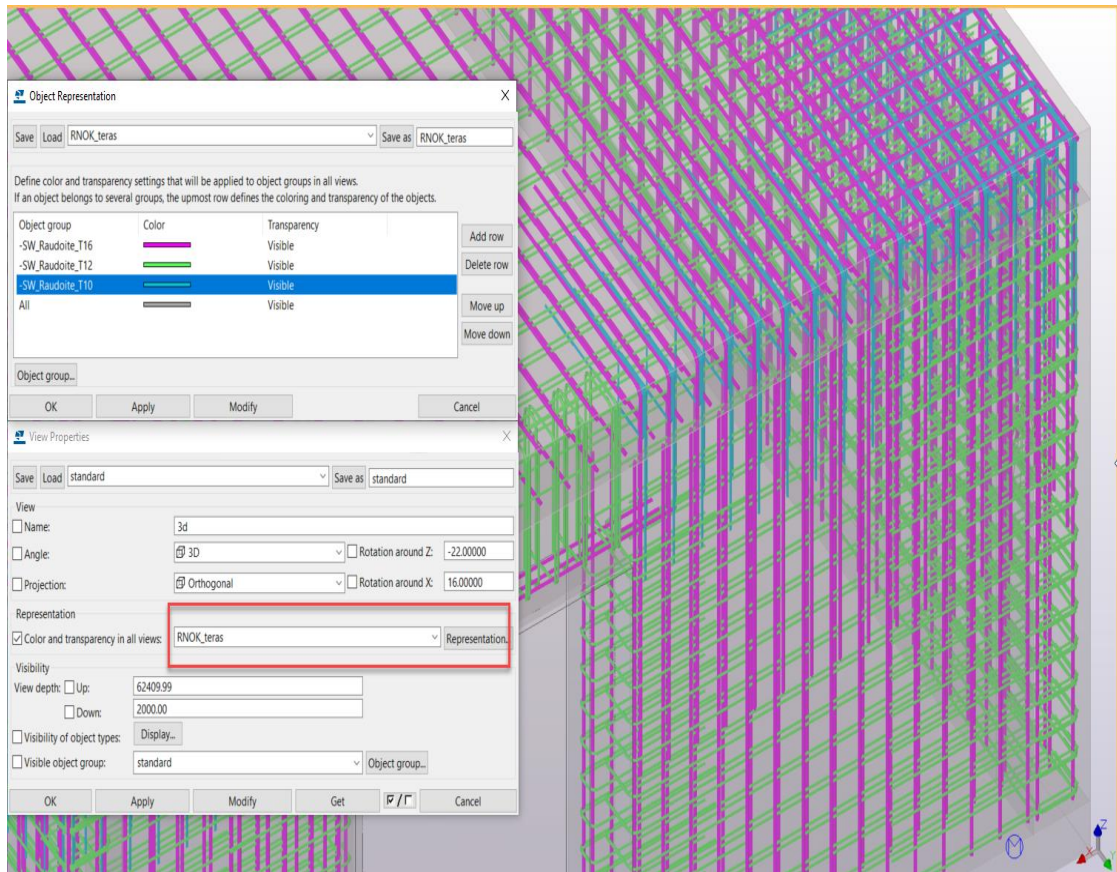 Object Representation X
Save Load RNOK_teras Save as RNOK_teras
Define color and transparency settings that will be applied to object groups in all views.
If an object belongs to several groups, the upmost row defines the coloring and transparency of the objects.
Object group Color Transparency
-SW_Raudoite_T16 Visible
-SW_Raudoite_T12 Visible
-SW_Raudoite_T10 Visible
All Visible
Add row
Delete row
Move up
Move down
Object group...
OK Apply Modify Cancel
View Properties X
Save Load standard Save as standard
View
Name: 3d
Angle: 3D Rotation around Z: -22.00000
Projection: Orthogonal Rotation around X: 16.00000
Representation
Color and transparency in all views: RNOK_teras Representation...
Visibility
View depth: Up: 62409.99
Down: 2000.00
Visibility of object types: Display...
Visible object group: standard Object group...
OK Apply Modify Get / Cancel
Z
X
Y